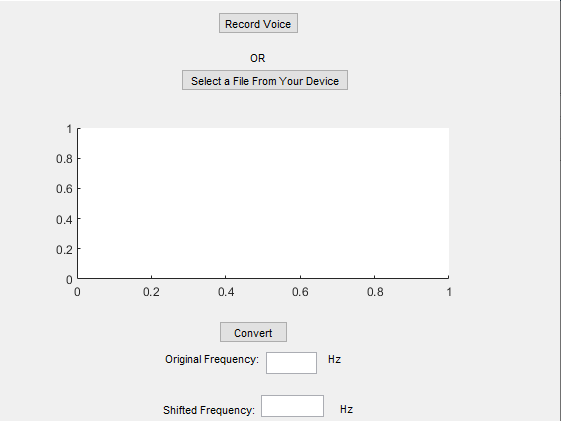 Record Voice
OR
Select a File From Your Device
1
0.8
0.6
0.4
0.2
0
0 0.2 0.4 0.6 0.8 1
Convert
Original Frequency: Hz
Shifted Frequency: Hz